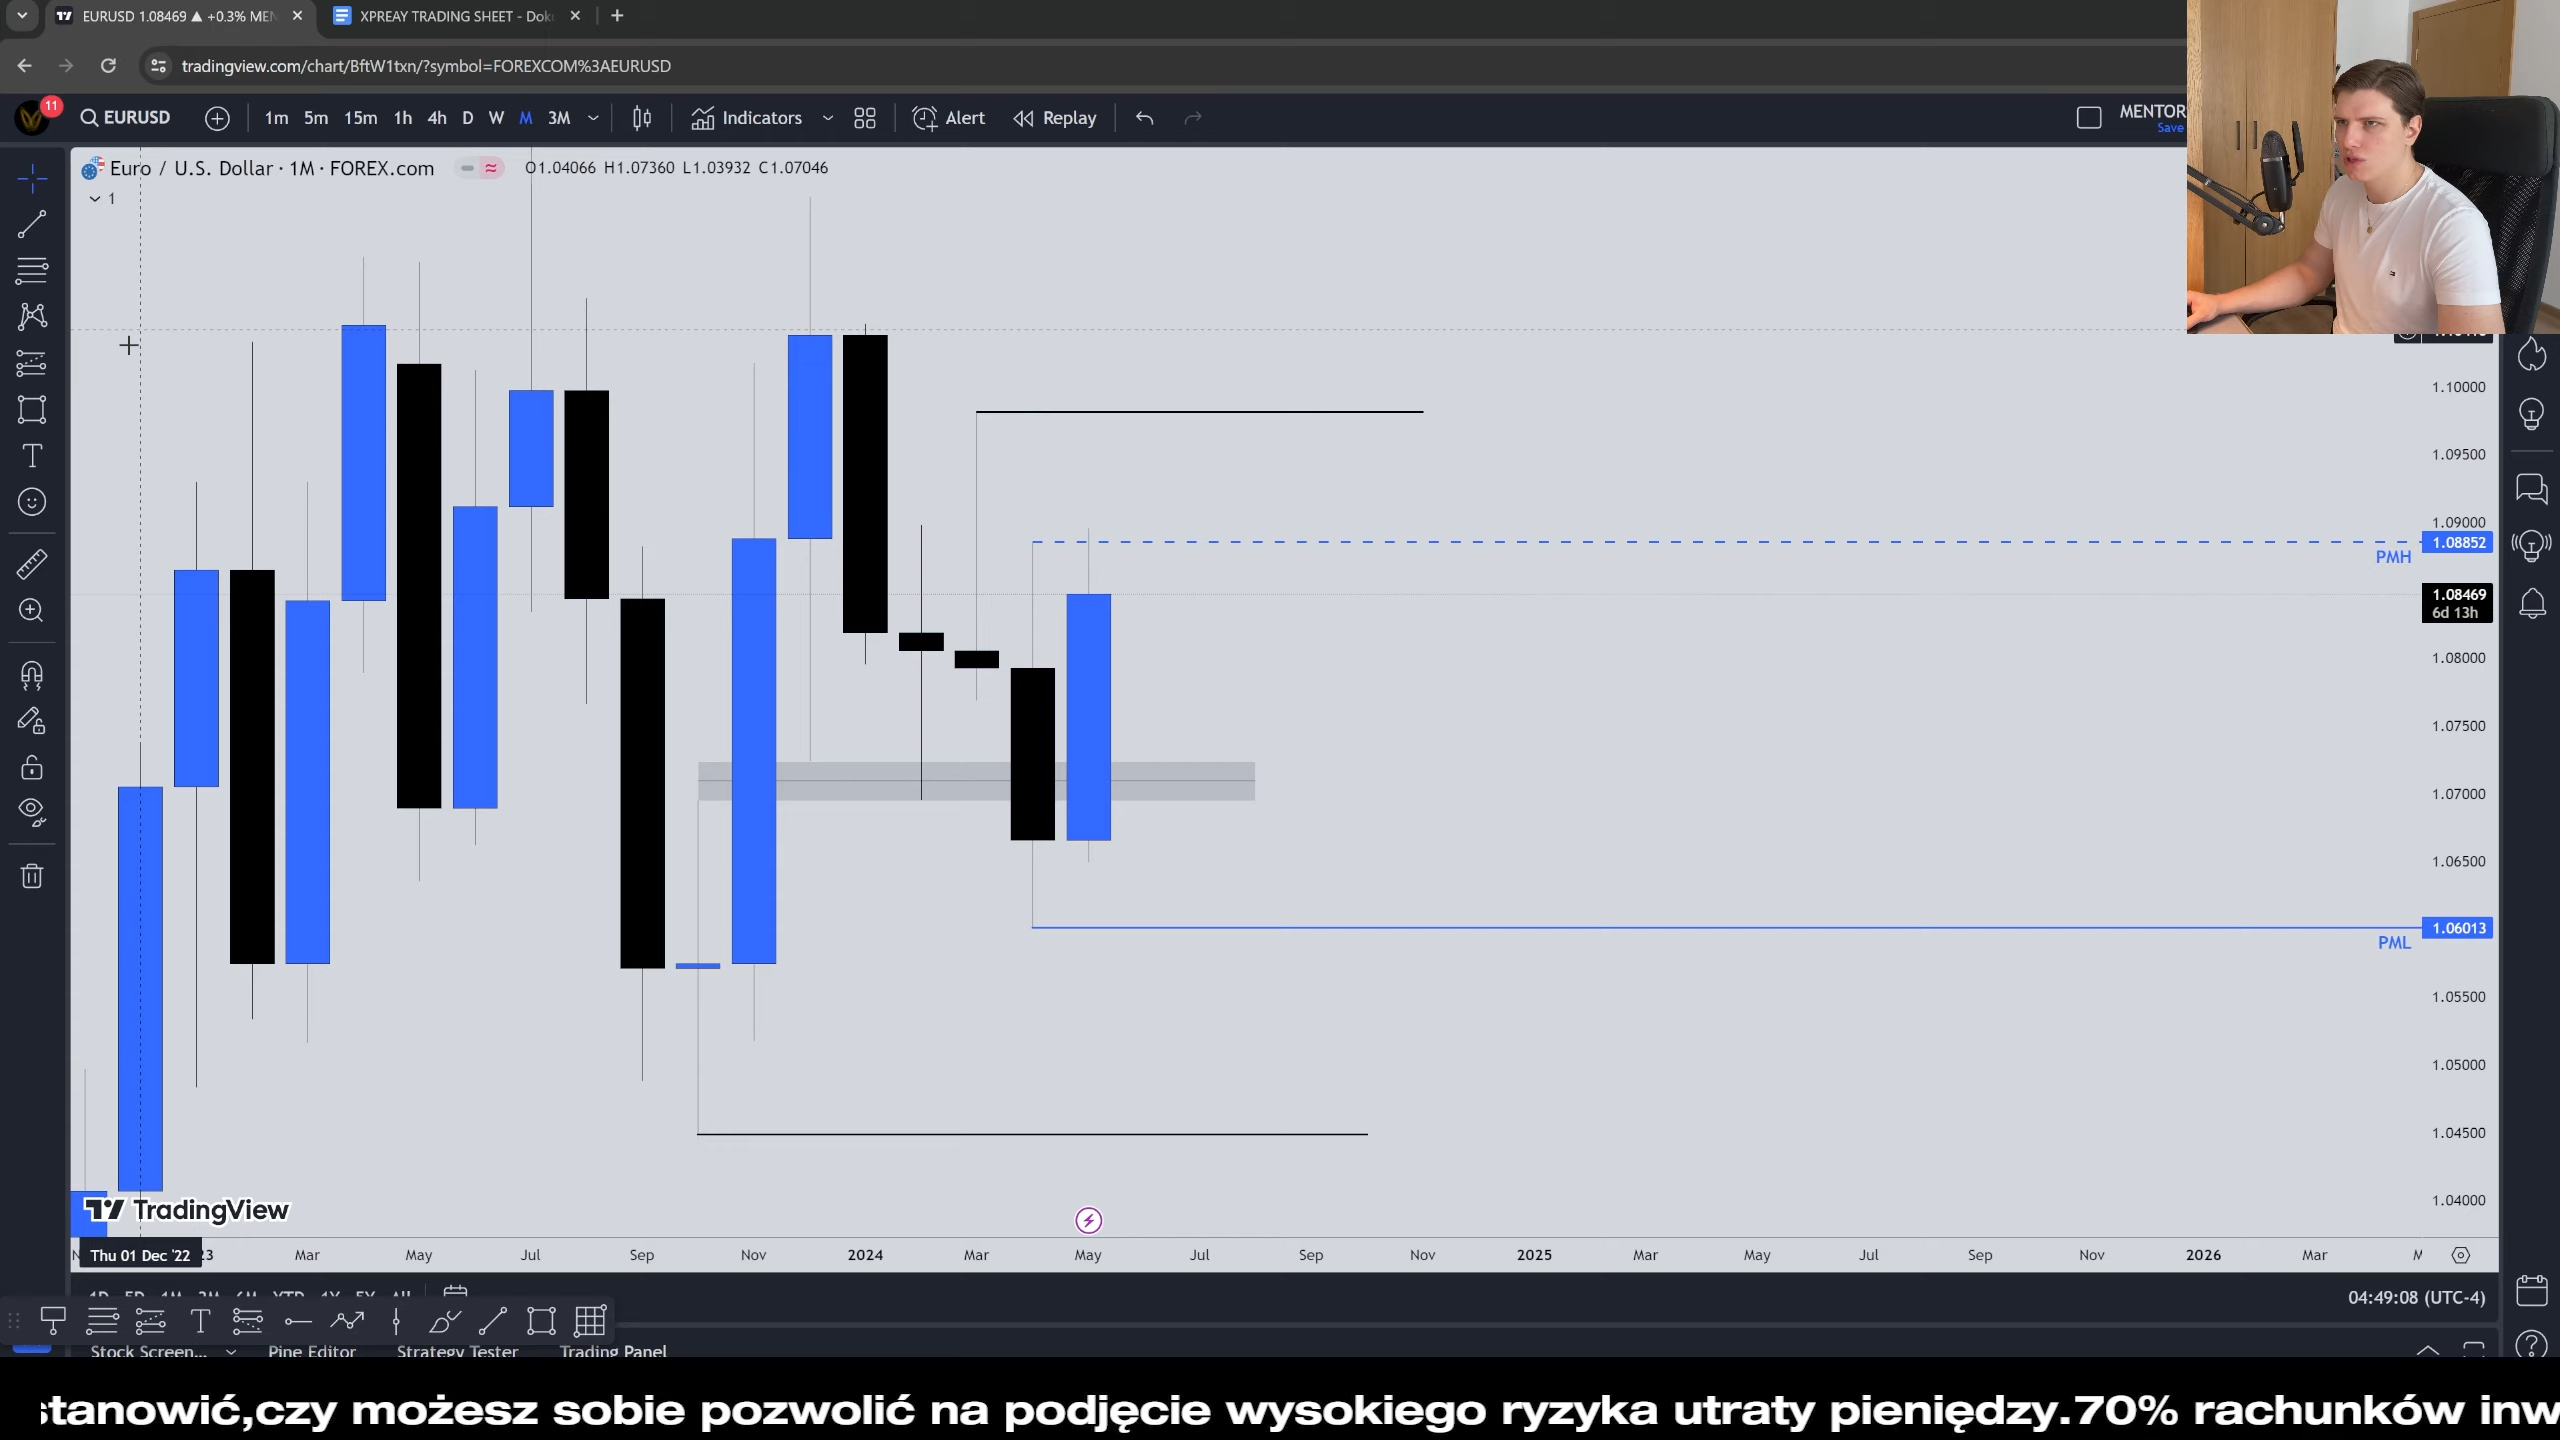 EURUSD 1.08469 ▲ +0.3% MEN
XPREAY TRADING SHEET - Dok
tradingview.com/chart/BftW1txn/?symbol=FOREXCOM%3AEURUSD
11
EURUSD
1m 5m 15m 1h 4h D W M 3M
Indicators
Alert
Replay
MENTOR
Save
Euro / U.S. Dollar · 1M · FOREX.com
O1.04066 H1.07360 L1.03932 C1.07046
1
1.10000
1.09500
1.09000
1.08852
PMH
1.08469
6d 13h
1.08000
1.07500
1.07000
1.06500
1.06013
PML
1.05500
1.05000
1.04500
1.04000
TradingView
Thu 01 Dec '22
Mar May Jul Sep Nov 2024 Mar May Jul Sep Nov 2025 Mar May Jul Sep Nov 2026 Mar
04:49:08 (UTC-4)
Stock Screen... Pine Editor Strategy Tester Trading Panel
stanowić,czy możesz sobie pozwolić na podjęcie wysokiego ryzyka utraty pieniędzy.70% rachunków inw